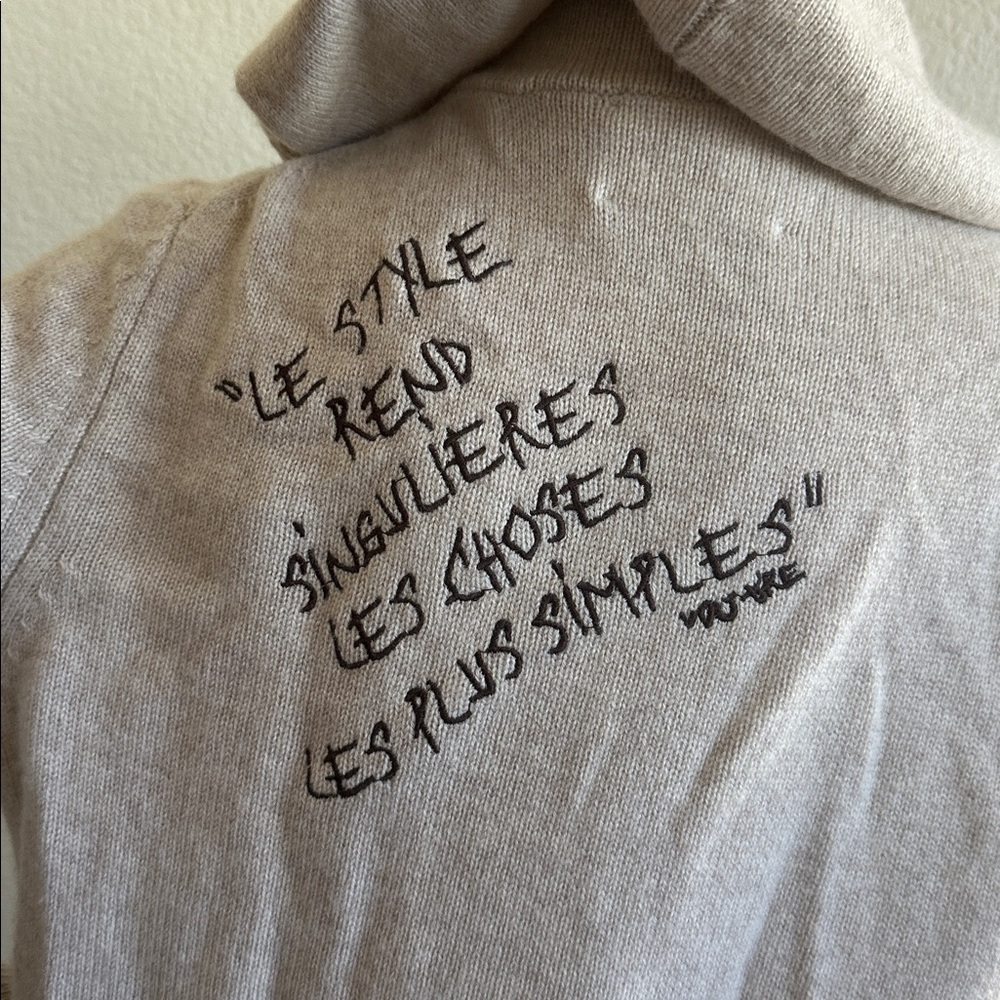 "LE STYLE
REND
SINGULIERES
LES CHOSES
LES PLUS SIMPLES"